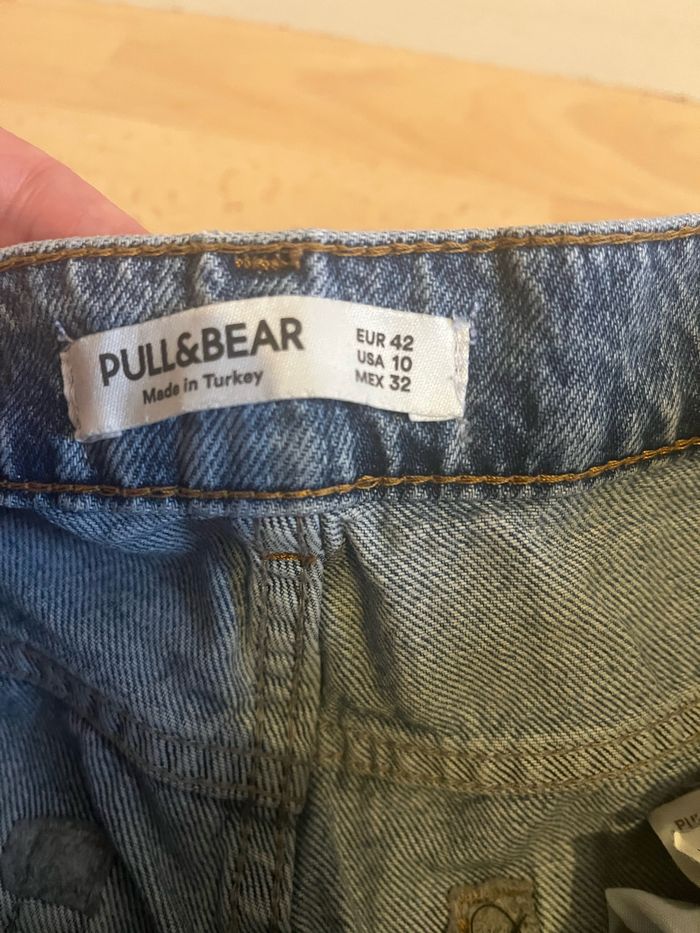 PULL&BEAR
Made in Turkey
EUR 42
USA 10
MEX 32